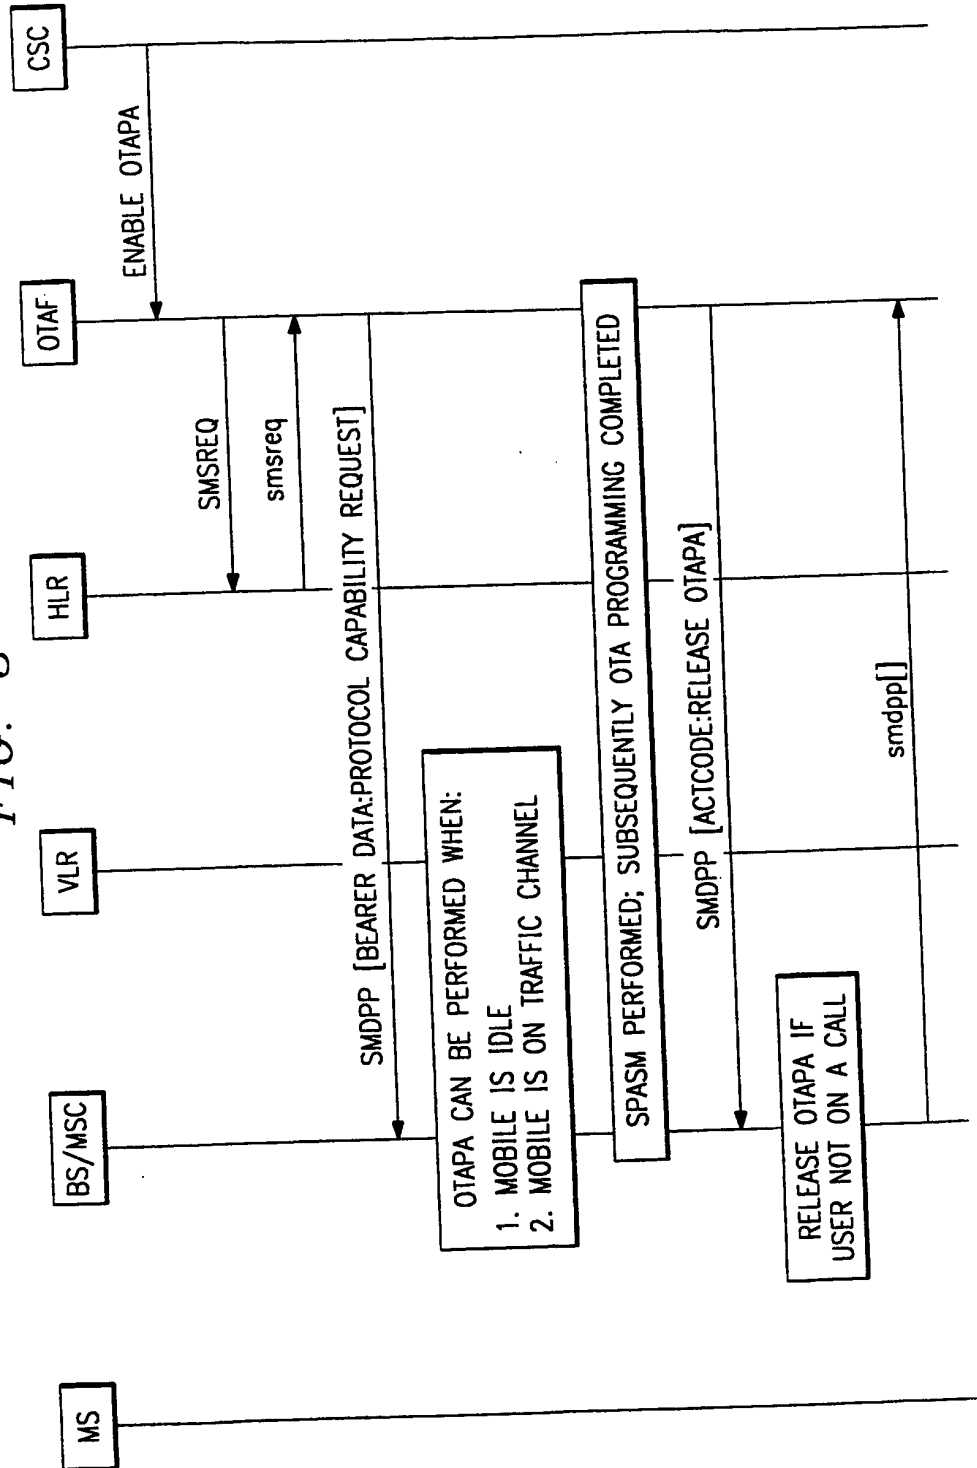 FIG.
MS
BS/MSC
VLR
HLR
OTAF
CSC
ENABLE OTAPA
SMSREQ
smsreq
SMDPP [BEARER DATA:PROTOCOL CAPABILITY REQUEST]
OTAPA CAN BE PERFORMED WHEN:
1. MOBILE IS IDLE
2. MOBILE IS ON TRAFFIC CHANNEL
SPASM PERFORMED; SUBSEQUENTLY OTA PROGRAMMING COMPLETED
SMDPP [ACTCODE:RELEASE OTAPA]
RELEASE OTAPA IF
USER NOT ON A CALL
smdpp[]